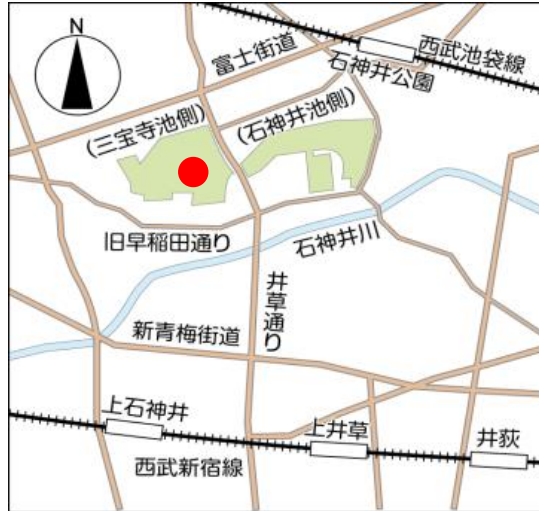 N
富士街道
西武池袋線
石神井公園
(三宝寺池側)
(石神井池側)
旧早稲田通り
石神井川
井草通り
新青梅街道
上石神井
上井草
井荻
西武新宿線